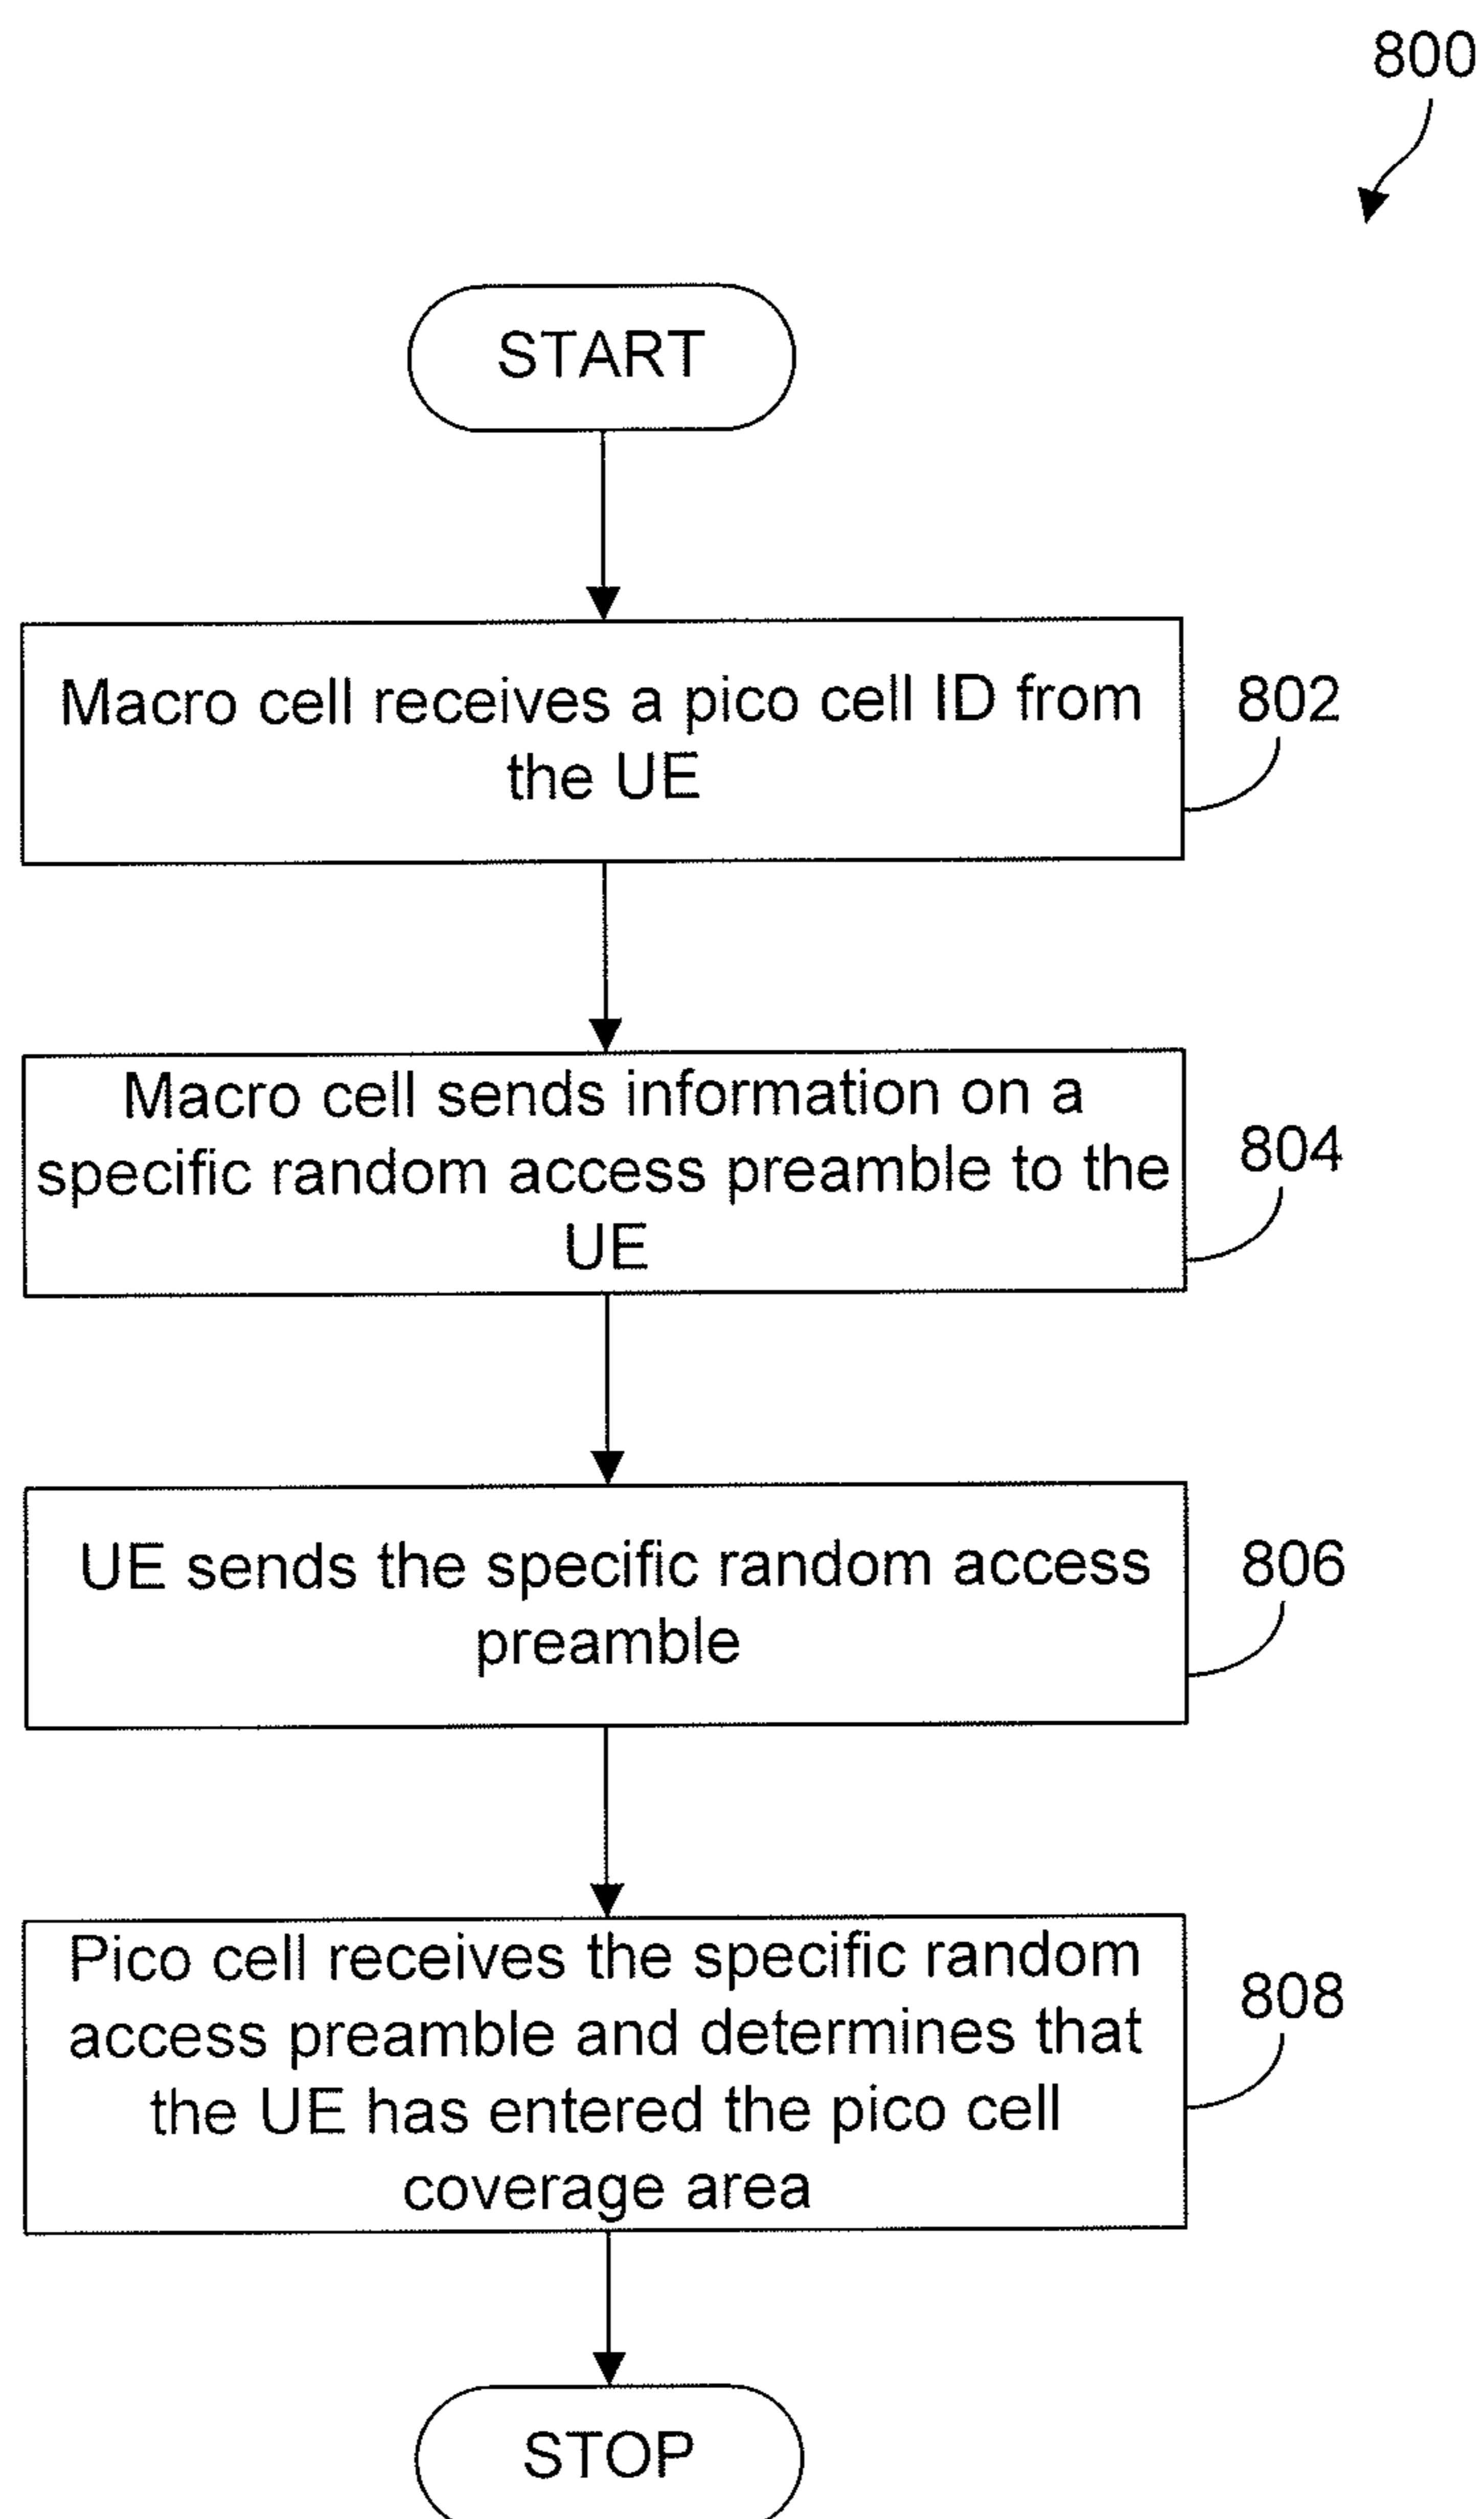 800
START
Macro cell receives a pico cell ID from
the UE
802
Macro cell sends information on a
specific random access preamble to the
UE
804
UE sends the specific random access
preamble
806
Pico cell receives the specific random
access preamble and determines that
the UE has entered the pico cell
coverage area
808
STOP